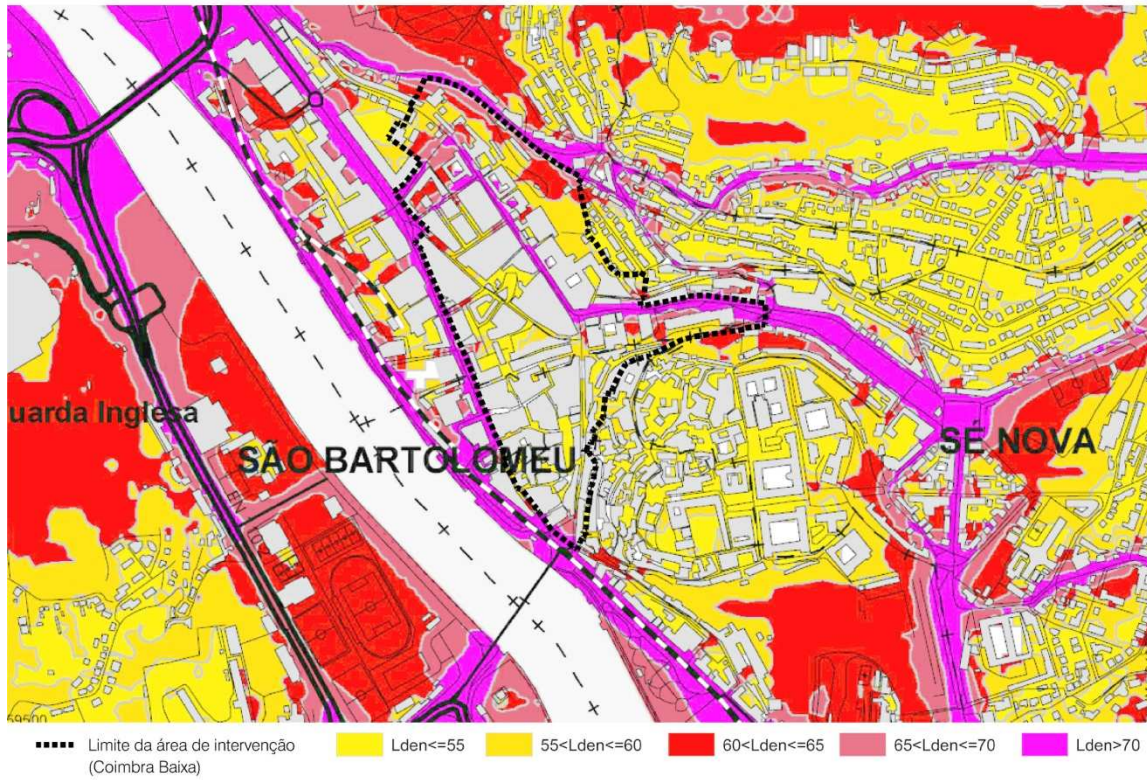 uarda Inglesa
SÃO BARTOLOMEU
SÉ NOVA
59500
Limite da área de intervenção
(Coimbra Baixa)
Lden<=55
55<Lden<=60
60<Lden<=65
65<Lden<=70
Lden>70